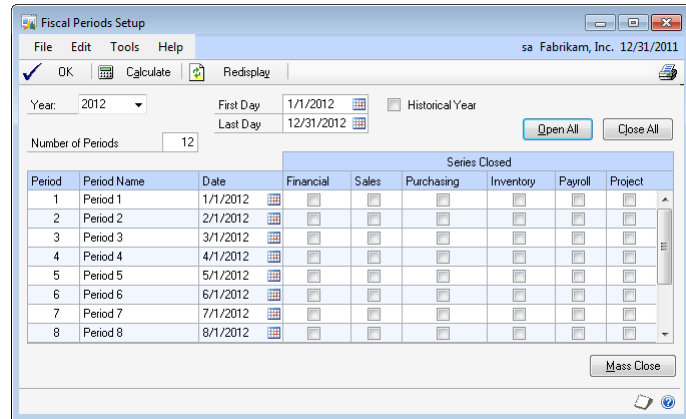 Fiscal Periods Setup
File Edit Tools Help sa Fabrikam, Inc. 12/31/2011
OK Calculate Redisplay
Year: 2012 First Day 1/1/2012 Historical Year
Last Day 12/31/2012
Open All Close All
Number of Periods 12
Series Closed
Period Period Name Date Financial Sales Purchasing Inventory Payroll Project
1 Period 1 1/1/2012
2 Period 2 2/1/2012
3 Period 3 3/1/2012
4 Period 4 4/1/2012
5 Period 5 5/1/2012
6 Period 6 6/1/2012
7 Period 7 7/1/2012
8 Period 8 8/1/2012
Mass Close